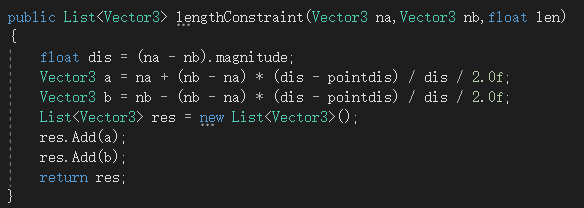 public List<Vector3> lengthConstraint(Vector3 na,Vector3 nb,float len)
{
float dis = (na - nb).magnitude;
Vector3 a = na + (nb - na) * (dis - pointdis) / dis / 2.0f;
Vector3 b = nb - (nb - na) * (dis - pointdis) / dis / 2.0f;
List<Vector3> res = new List<Vector3>();
res.Add(a);
res.Add(b);
return res;
}